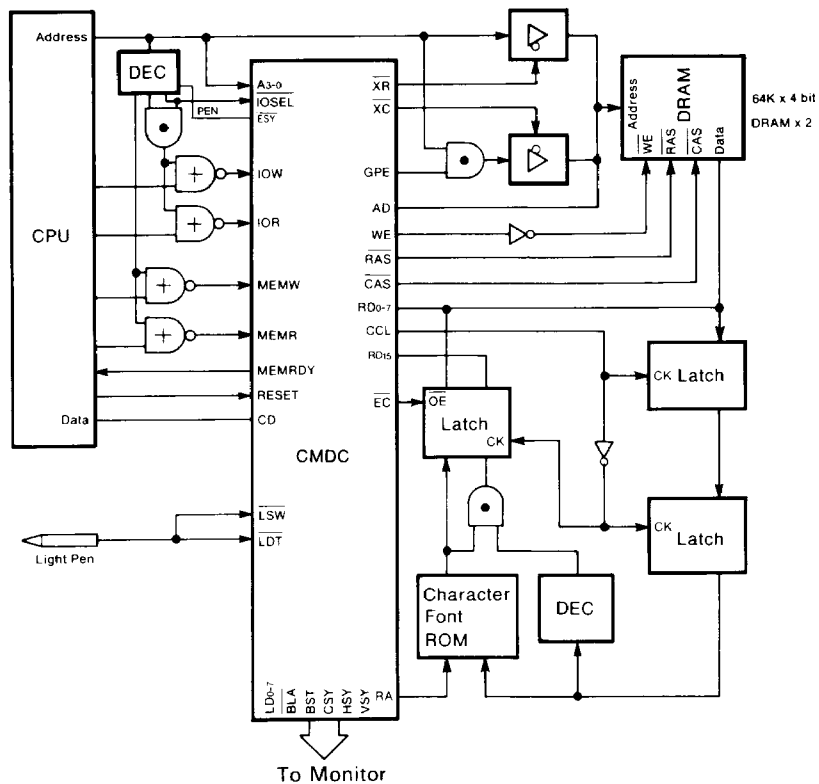 Address
DEC
PEN
CPU
Data
Light Pen
A3-0
IOSEL
ESY
IOW
IOR
MEMW
MEMR
MEMRDY
RESET
CD
CMDC
LSW
LDT
LD0-7
BLA
BST
CSY
HSY
VSY
RA
To Monitor
XR
XC
GPE
AD
WE
RAS
CAS
RD0-7
CCL
RD15
EC
Address
DRAM
WE
RAS
CAS
Data
64K x 4 bit
DRAM x 2
CK Latch
OE
Latch
CK
CK Latch
Character
Font
ROM
DEC